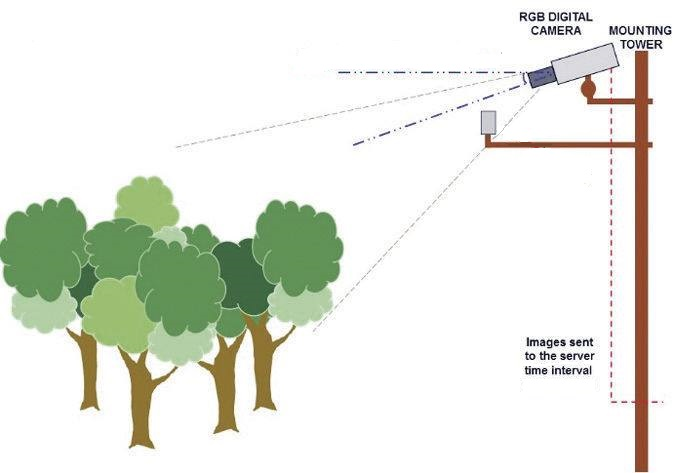 RGB DIGITAL
CAMERA
MOUNTING
TOWER
Images sent
to the server
time interval